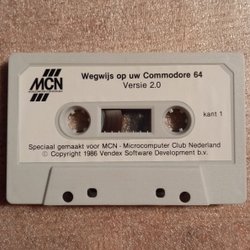 Wegwijs op uw Commodore 64
Versie 2.0
MCN
kant 1
Speciaal gemaakt voor MCN - Microcomputer Club Nederland
© Copyright 1986 Vendex Software Development b.v.